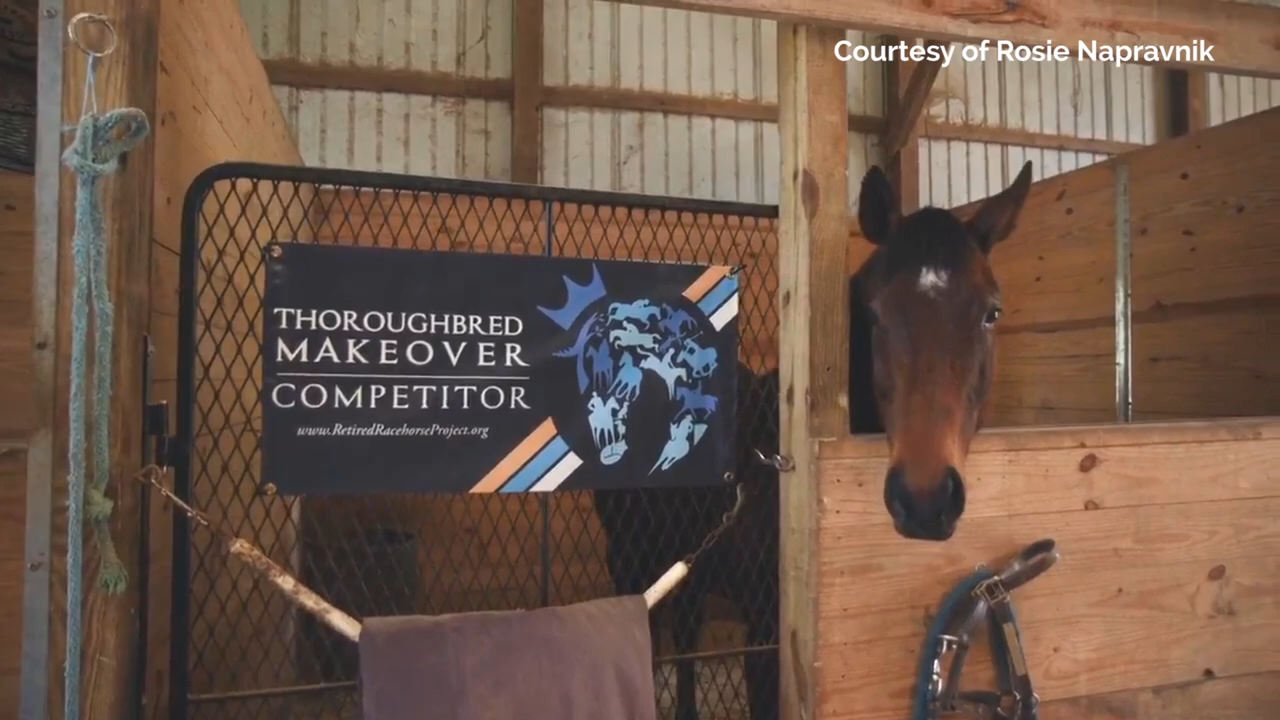 Courtesy of Rosie Napravnik
THOROUGHBRED
MAKEOVER
COMPETITOR
www.RetiredRacehorseProject.org